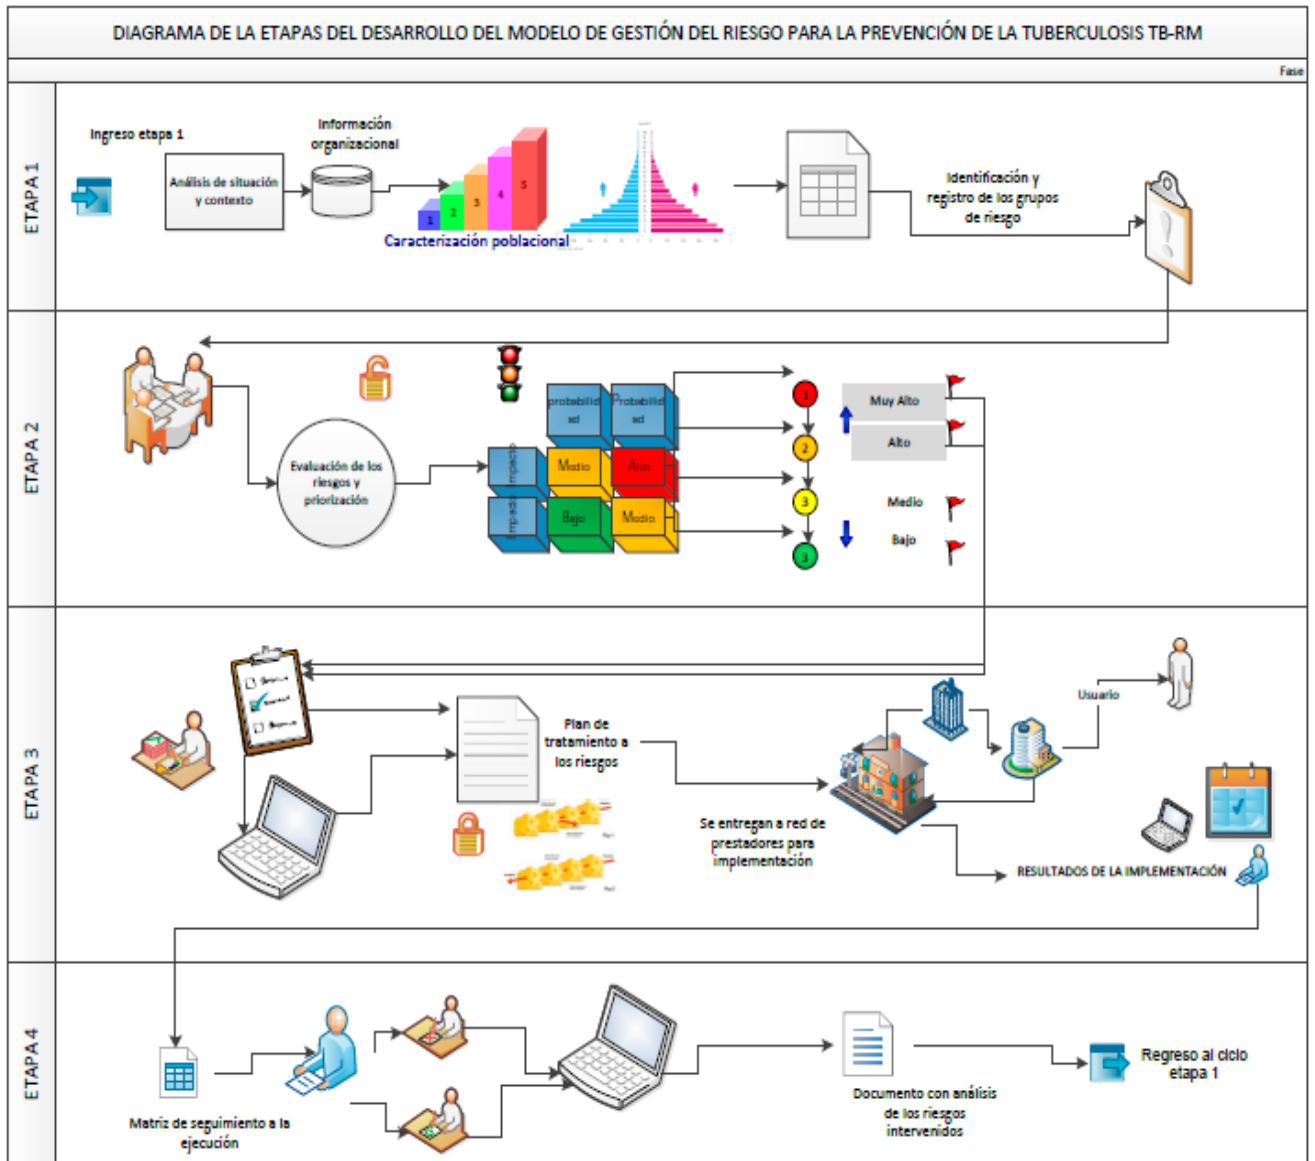 DIAGRAMA DE LA ETAPAS DEL DESARROLLO DEL MODELO DE GESTIÓN DEL RIESGO PARA LA PREVENCIÓN DE LA TUBERCULOSIS TB-RM
Fase
ETAPA 1
Ingreso etapa 1
Análisis de situación
y contexto
Información
organizacional
1
2
3
4
5
Caracterización poblacional
Identificación y
registro de los grupos
de riesgo
ETAPA 2
Evaluación de los
riesgos y
priorización
probabilid
ad
Probabilid
ad
Impacto
Medio
Alto
Impacto
Bajo
Medio
1
2
3
3
Muy Alto
Alto
Medio
Bajo
ETAPA 3
Plan de
tratamiento a
los riesgos
Se entregan a red de
prestadores para
implementación
Usuario
RESULTADOS DE LA IMPLEMENTACIÓN
ETAPA 4
Matriz de seguimiento a la
ejecución
Documento con análisis
de los riesgos
intervenidos
Regreso al ciclo
etapa 1